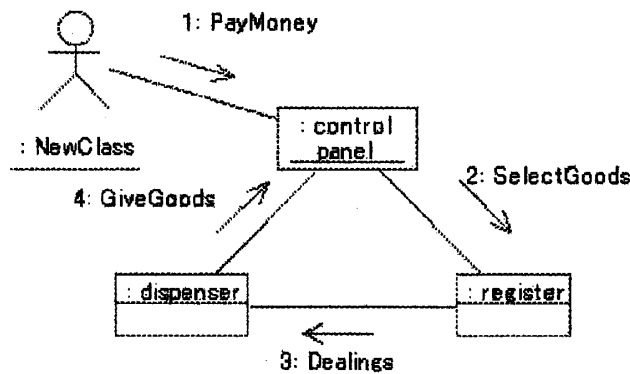 1: PayMoney
: control
panel
: NewClass
2: SelectGoods
4: GiveGoods
: dispenser
: register
3: Dealings